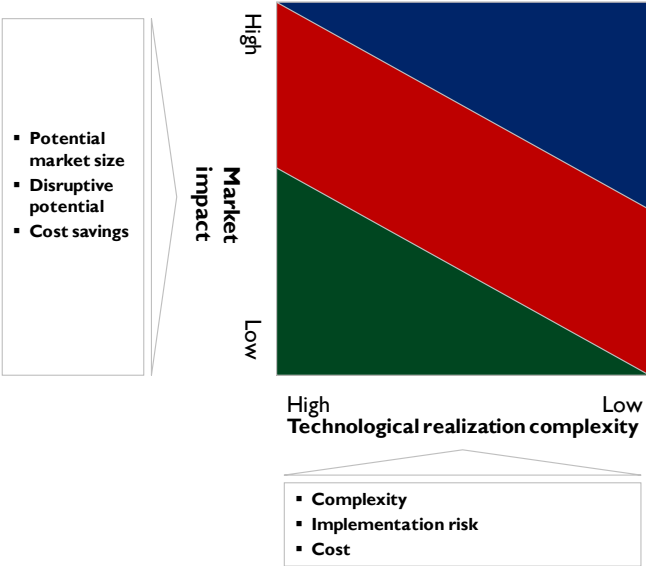 High
▪ Potential
market size
▪ Disruptive
potential
▪ Cost savings
Market
impact
Low
High Low
Technological realization complexity
▪ Complexity
▪ Implementation risk
▪ Cost